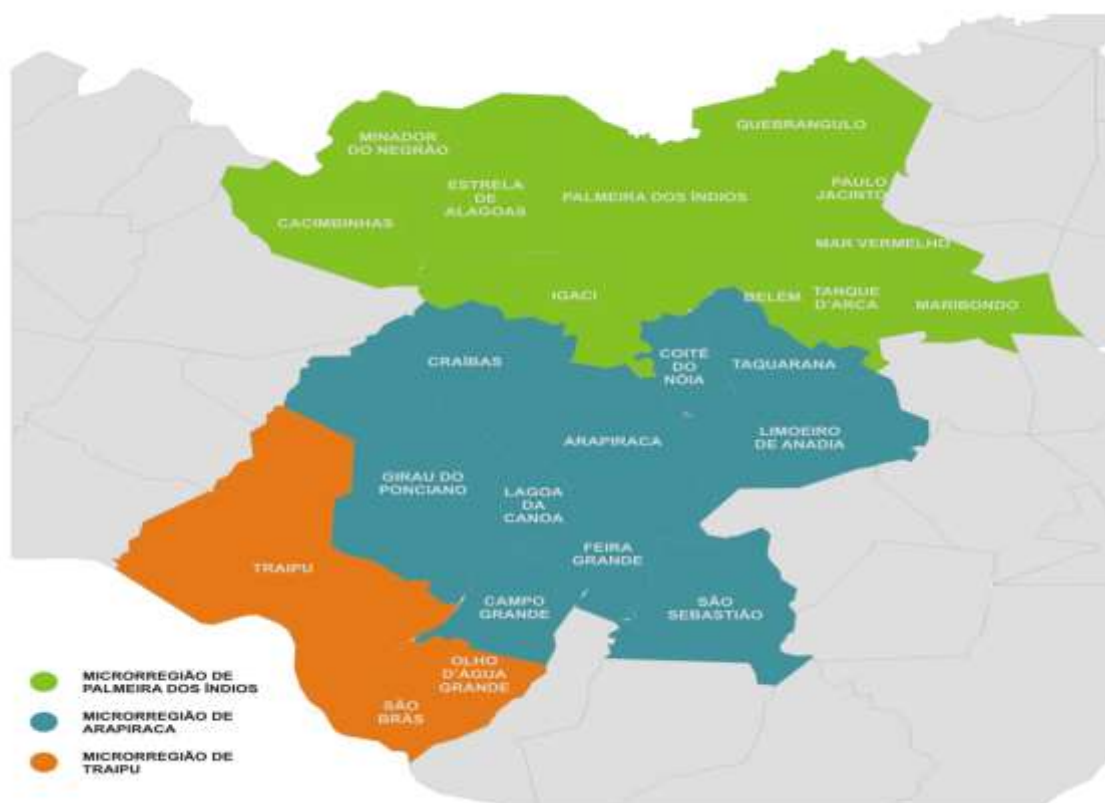 QUEBRANGULO
MINADOR
DO NEGRÃO
ESTRELA
DE
ALAGOAS
PALMEIRA DOS ÍNDIOS
PAULO
JACINTO
CACIMBINHAS
MAR VERMELHO
IGACI
BELÉM
TANQUE
D'ARCA
MARIBONDO
CRAÍBAS
COITÉ
DO
NÓIA
TAQUARANA
ARAPIRACA
LIMOEIRO
DE ANADIA
GIRAU DO
PONCIANO
LAGOA
DA
CANOA
FEIRA
GRANDE
TRAIPU
CAMPO
GRANDE
SÃO
SEBASTIÃO
OLHO
D'ÁGUA
GRANDE
SÃO
BRÁS
MICRORREGIÃO DE
PALMEIRA DOS ÍNDIOS
MICRORREGIÃO DE
ARAPIRACA
MICRORREGIÃO DE
TRAIPU